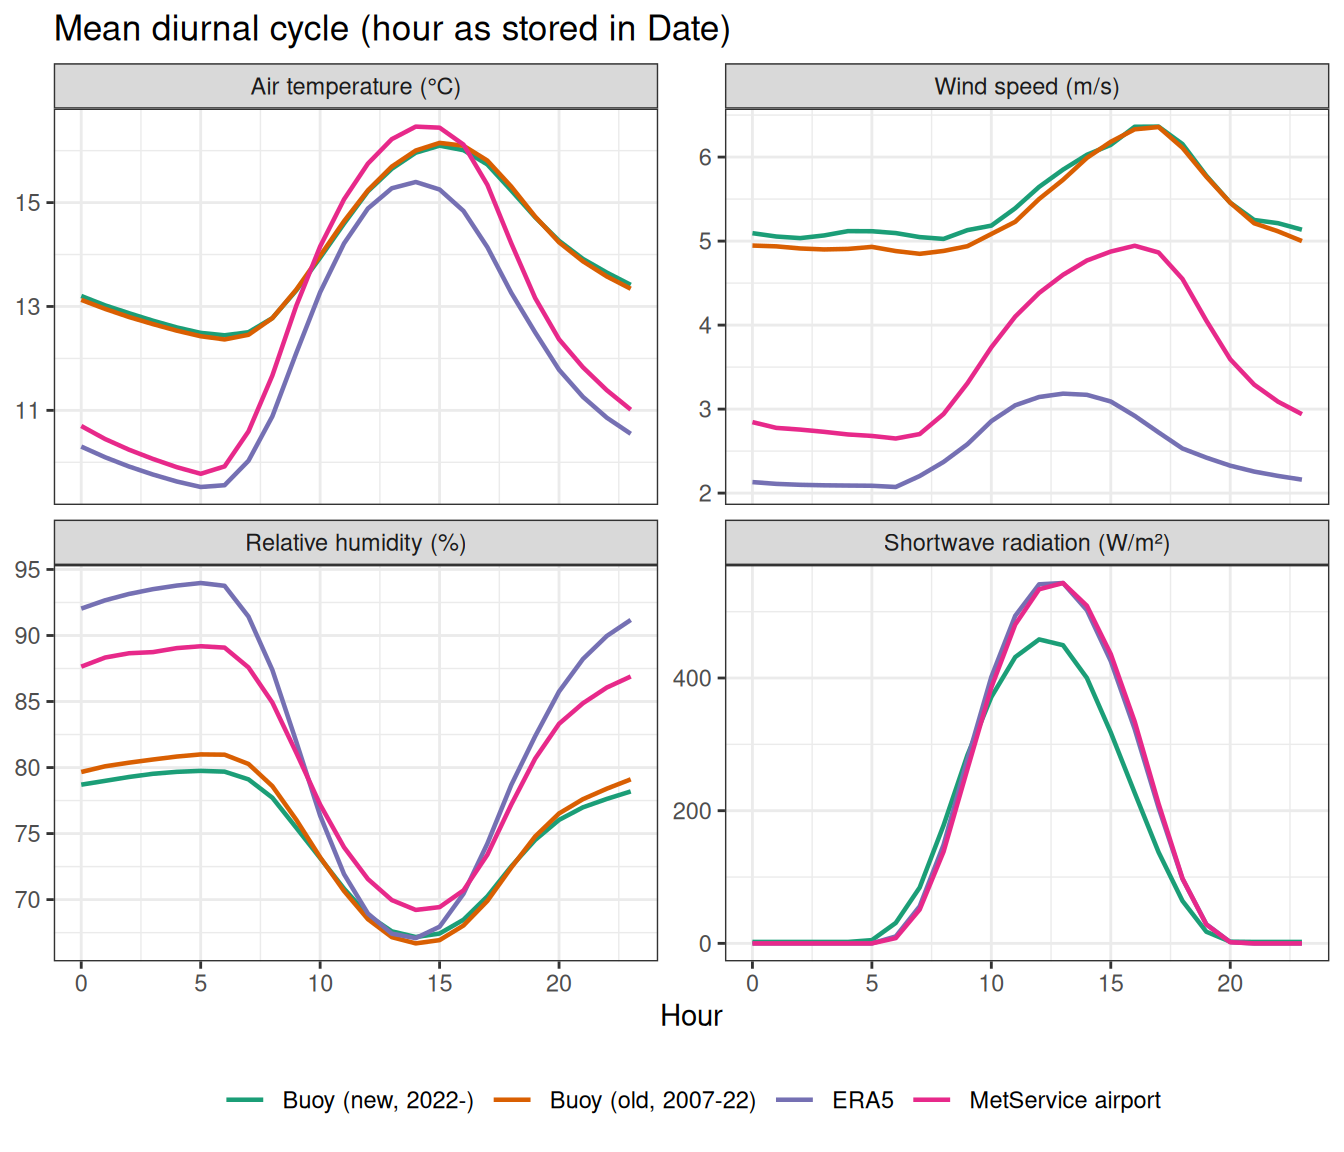 Mean diurnal cycle (hour as stored in Date)
Air temperature (°C)
Wind speed (m/s)
15
13
11
6
5
4
3
2
Relative humidity (%)
Shortwave radiation (W/m²)
95
90
85
80
75
70
400
200
0
0 5 10 15 20
0 5 10 15 20
Hour
Buoy (new, 2022-) Buoy (old, 2007-22) ERA5 MetService airport